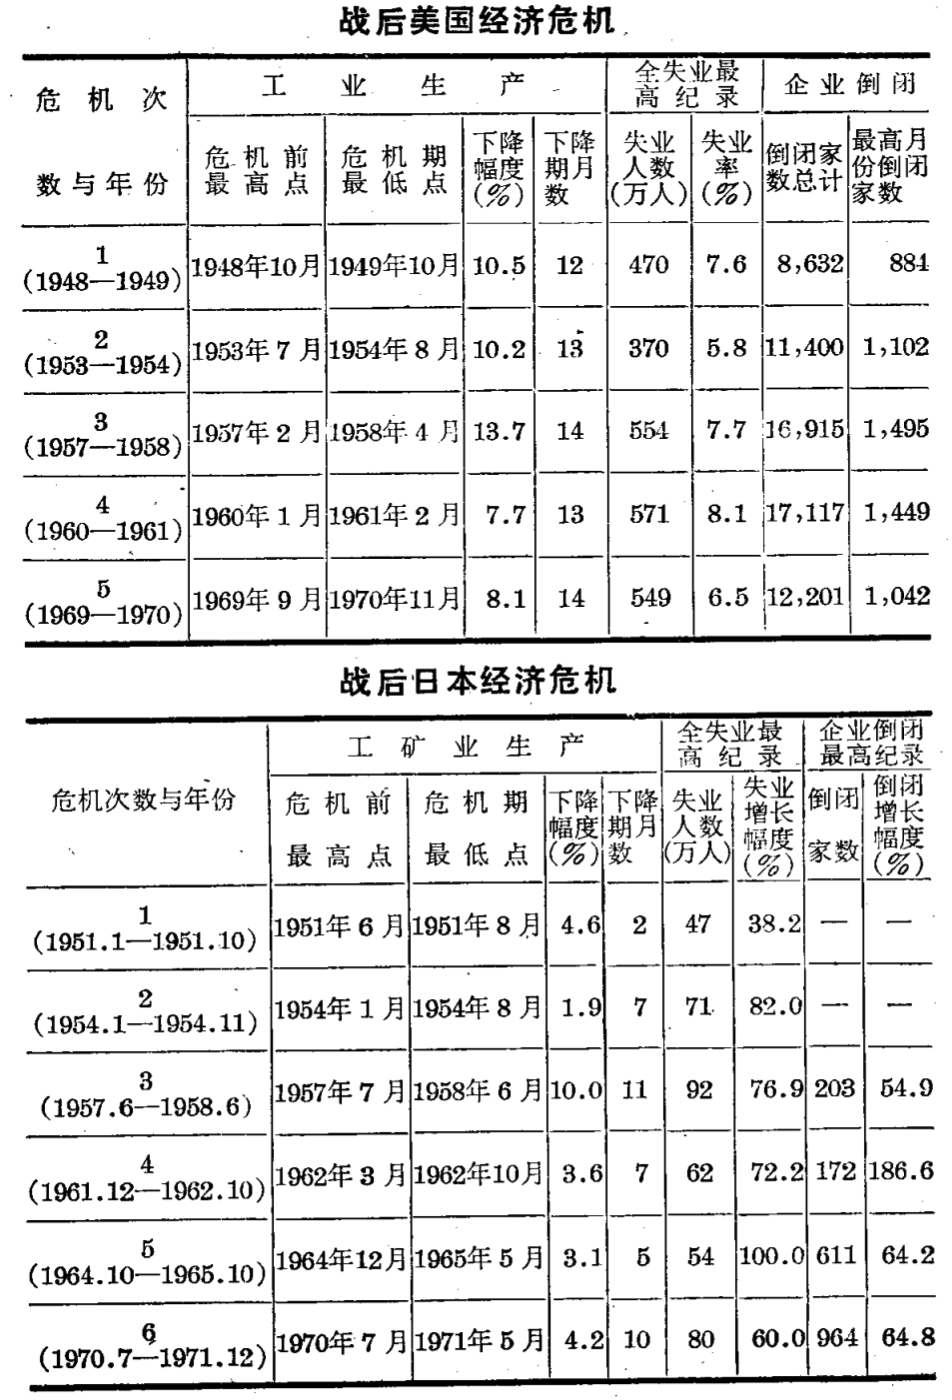 战后美国经济危机
危机次数与年份 工业生产 全失业最高纪录 企业倒闭
危机前最高点 危机期最低点 下降幅度(%) 下降期月数 失业人数(万人) 失业率(%) 倒闭家数总计 最高月份倒闭家数
1 (1948—1949) 1948年10月 1949年10月 10.5 12 470 7.6 8,632 884
2 (1953—1954) 1953年7月 1954年8月 10.2 13 370 5.8 11,400 1,102
3 (1957—1958) 1957年2月 1958年4月 13.7 14 554 7.7 16,915 1,495
4 (1960—1961) 1960年1月 1961年2月 7.7 13 571 8.1 17,117 1,449
5 (1969—1970) 1969年9月 1970年11月 8.1 14 549 6.5 12,201 1,042
战后日本经济危机
危机次数与年份 工矿业生产 全失业最高纪录 企业倒闭最高纪录
危机前最高点 危机期最低点 下降幅度(%) 下降期月数 失业人数(万人) 失业增长幅度(%) 倒闭家数 倒闭增长幅度(%)
1 (1951.1—1951.10) 1951年6月 1951年8月 4.6 2 47 38.2 — —
2 (1954.1—1954.11) 1954年1月 1954年8月 1.9 7 71 82.0 — —
3 (1957.6—1958.6) 1957年7月 1958年6月 10.0 11 92 76.9 203 54.9
4 (1961.12—1962.10) 1962年3月 1962年10月 3.6 7 62 72.2 172 186.6
5 (1964.10—1965.10) 1964年12月 1965年5月 3.1 5 54 100.0 611 64.2
6 (1970.7—1971.12) 1970年7月 1971年5月 4.2 10 80 60.0 964 64.8